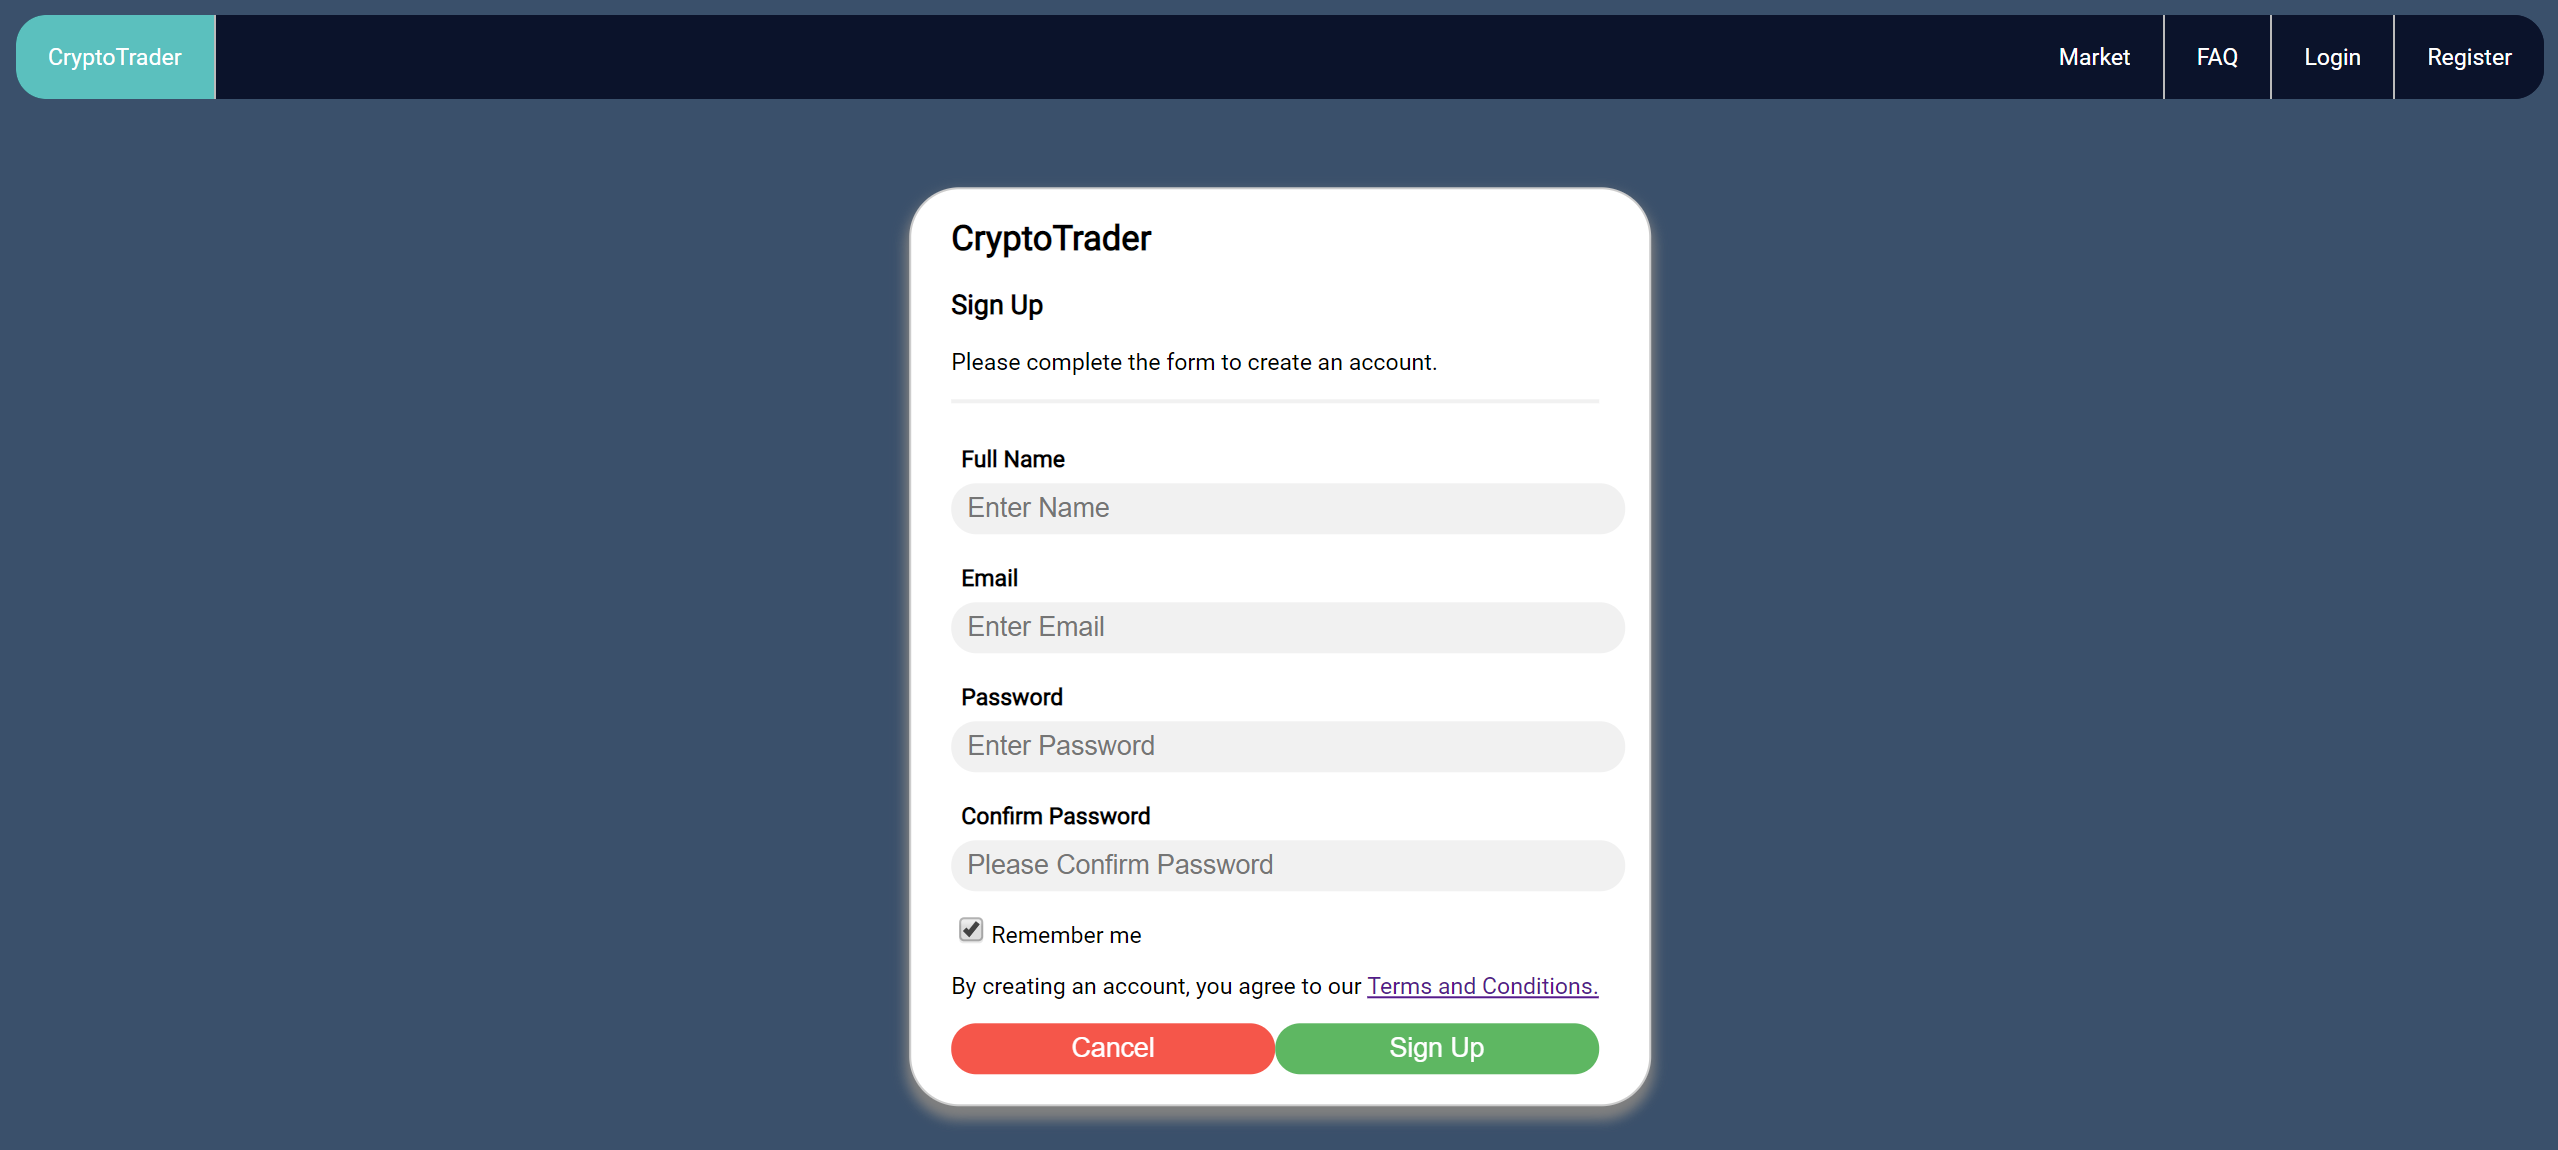 CryptoTrader Market FAQ Login Register
CryptoTrader
Sign Up
Please complete the form to create an account.
Full Name
Enter Name
Email
Enter Email
Password
Enter Password
Confirm Password
Please Confirm Password
Remember me
By creating an account, you agree to our Terms and Conditions.
Cancel Sign Up